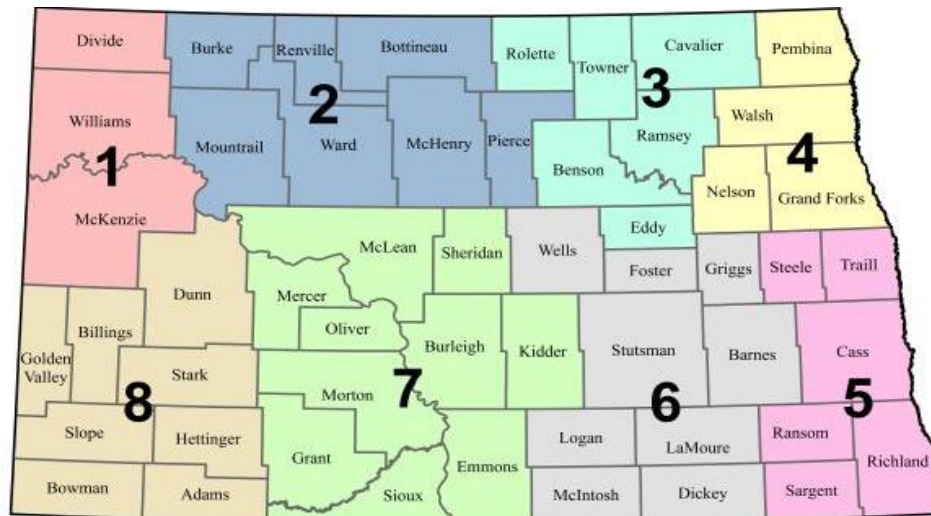 Divide
Burke
Renville
Bottineau
Rolette
Towner
Cavalier
Pembina
Williams
2
3
Walsh
Mountrail
Ward
McHenry
Pierce
Ramsey
1
4
Benson
Nelson
Grand Forks
McKenzie
McLean
Sheridan
Wells
Eddy
Foster
Griggs
Steele
Traill
Dunn
Mercer
Billings
Oliver
Burleigh
Kidder
Stutsman
Barnes
Cass
Golden
Valley
Stark
8
Morton
7
6
5
Slope
Hettinger
Grant
Logan
LaMoure
Ransom
Richland
Emmons
Bowman
Adams
Sioux
McIntosh
Dickey
Sargent